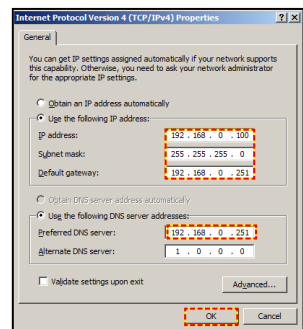 Internet Protocol Version 4 (TCP/IPv4) Properties
General
You can get IP settings assigned automatically if your network supports
this capability. Otherwise, you need to ask your network administrator
for the appropriate IP settings.
Obtain an IP address automatically
Use the following IP address:
IP address: 192 . 168 . 0 . 100
Subnet mask: 255 . 255 . 255 . 0
Default gateway: 192 . 168 . 0 . 251
Obtain DNS server address automatically
Use the following DNS server addresses:
Preferred DNS server: 192 . 168 . 0 . 251
Alternate DNS server: 1 . 0 . 0 . 0
Validate settings upon exit
Advanced...
OK Cancel